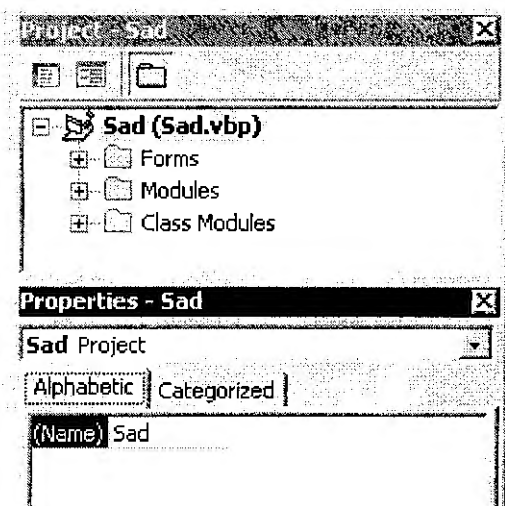 Project - Sad
Sad (Sad.vbp)
Forms
Modules
Class Modules
Properties - Sad
Sad Project
Alphabetic Categorized
(Name) Sad